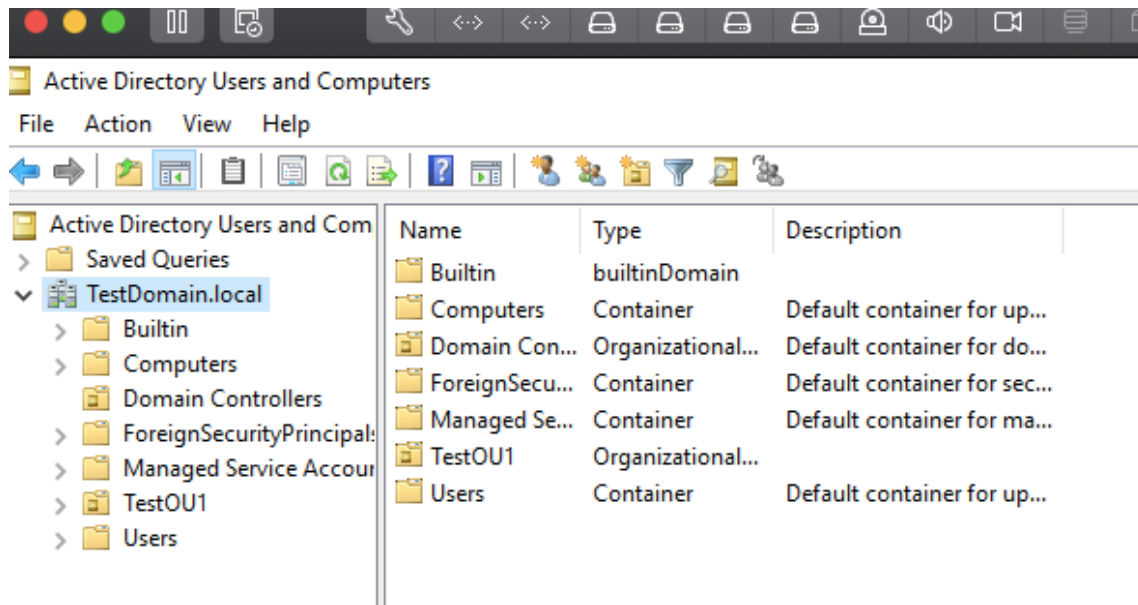 Active Directory Users and Computers
File Action View Help
Active Directory Users and Com
Saved Queries
TestDomain.local
Builtin
Computers
Domain Controllers
ForeignSecurityPrincipals
Managed Service Accour
TestOU1
Users
Name Type Description
Builtin builtinDomain
Computers Container Default container for up...
Domain Con... Organizational... Default container for do...
ForeignSecu... Container Default container for sec...
Managed Se... Container Default container for ma...
TestOU1 Organizational...
Users Container Default container for up...